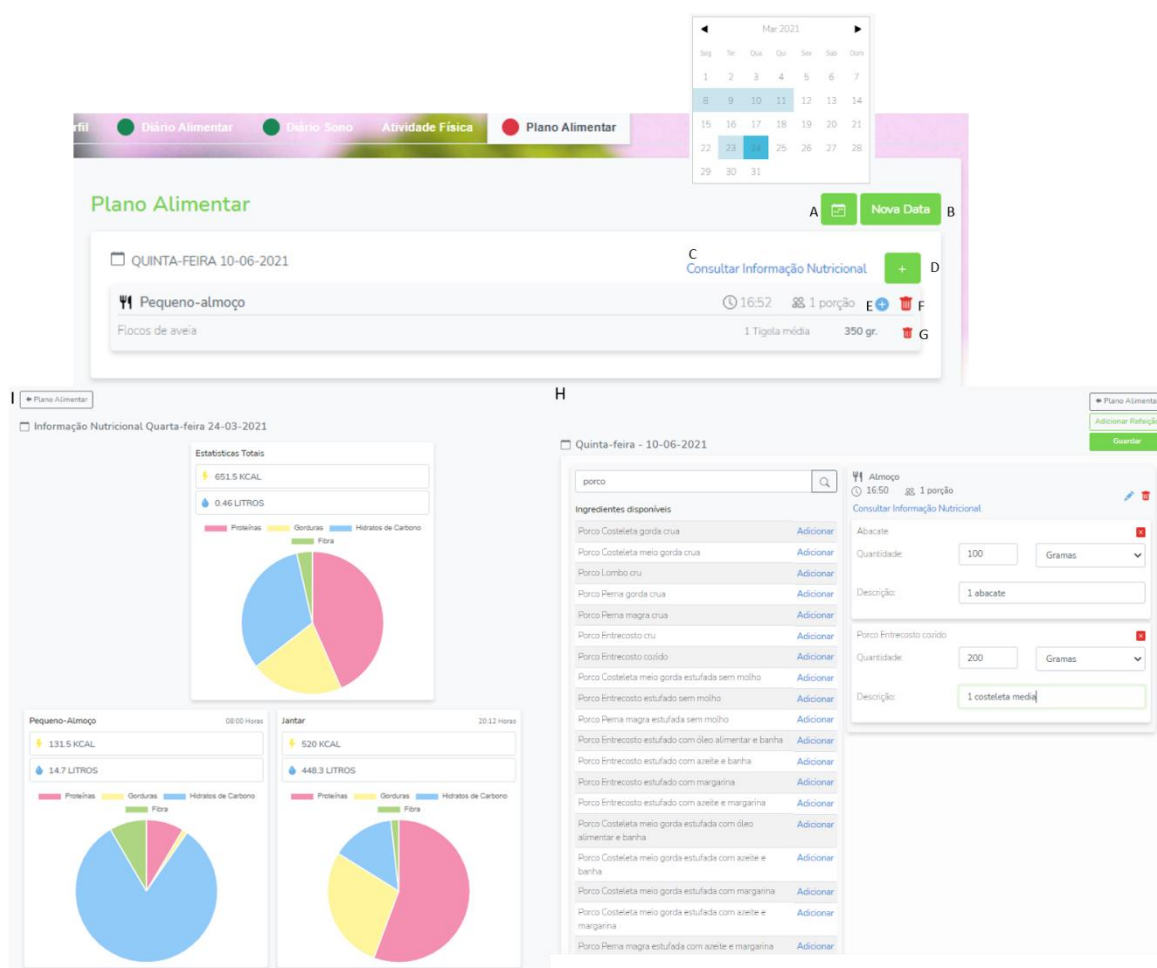 Mar 2021
Seg Ter Qua Qui Sex Sab Dom
1 2 3 4 5 6 7
8 9 10 11 12 13 14
15 16 17 18 19 20 21
22 23 24 25 26 27 28
29 30 31
rfil Diário Alimentar Diário Sono Atividade Física Plano Alimentar
Plano Alimentar
A Nova Data B
QUINTA-FEIRA 10-06-2021
C
Consultar Informação Nutricional + D
Pequeno-almoço 16:52 1 porção E F
Flocos de aveia 1 Tigela média 350 gr. G
I
Plano Alimentar
Informação Nutricional Quarta-feira 24-03-2021
Estatisticas Totais
651.5 KCAL
0.46 LITROS
Proteínas Gorduras Hidratos de Carbono
Fibra
Pequeno-Almoço 08:00 Horas
131.5 KCAL
14.7 LITROS
Proteínas Gorduras Hidratos de Carbono
Fibra
Jantar 20:12 Horas
520 KCAL
448.3 LITROS
Proteínas Gorduras Hidratos de Carbono
Fibra
H
Plano Alimenta
Adicionar Refeição
Guardar
Quinta-feira - 10-06-2021
porco
Ingredientes disponíveis
Porco Costeleta gorda crua Adicionar
Porco Costeleta meio gorda crua Adicionar
Porco Lombo cru Adicionar
Porco Perna gorda crua Adicionar
Porco Perna magra crua Adicionar
Porco Entrecosto cru Adicionar
Porco Entrecosto cozido Adicionar
Porco Costeleta meio gorda estufada sem molho Adicionar
Porco Entrecosto estufado sem molho Adicionar
Porco Perna magra estufada sem molho Adicionar
Porco Entrecosto estufado com óleo alimentar e banha Adicionar
Porco Entrecosto estufado com azeite e banha Adicionar
Porco Entrecosto estufado com margarina Adicionar
Porco Entrecosto estufado com azeite e margarina Adicionar
Porco Costeleta meio gorda estufada com óleo Adicionar
alimentar e banha
Porco Costeleta meio gorda estufada com azeite e Adicionar
banha
Porco Costeleta meio gorda estufada com margarina Adicionar
Porco Costeleta meio gorda estufada com azeite e Adicionar
margarina
Porco Perna magra estufada com azeite e margarina Adicionar
Almoço
16:50 1 porção
Consultar Informação Nutricional
Abacate
Quantidade: 100 Gramas
Descrição: 1 abacate
Porco Entrecosto cozido
Quantidade: 200 Gramas
Descrição: 1 costeleta media